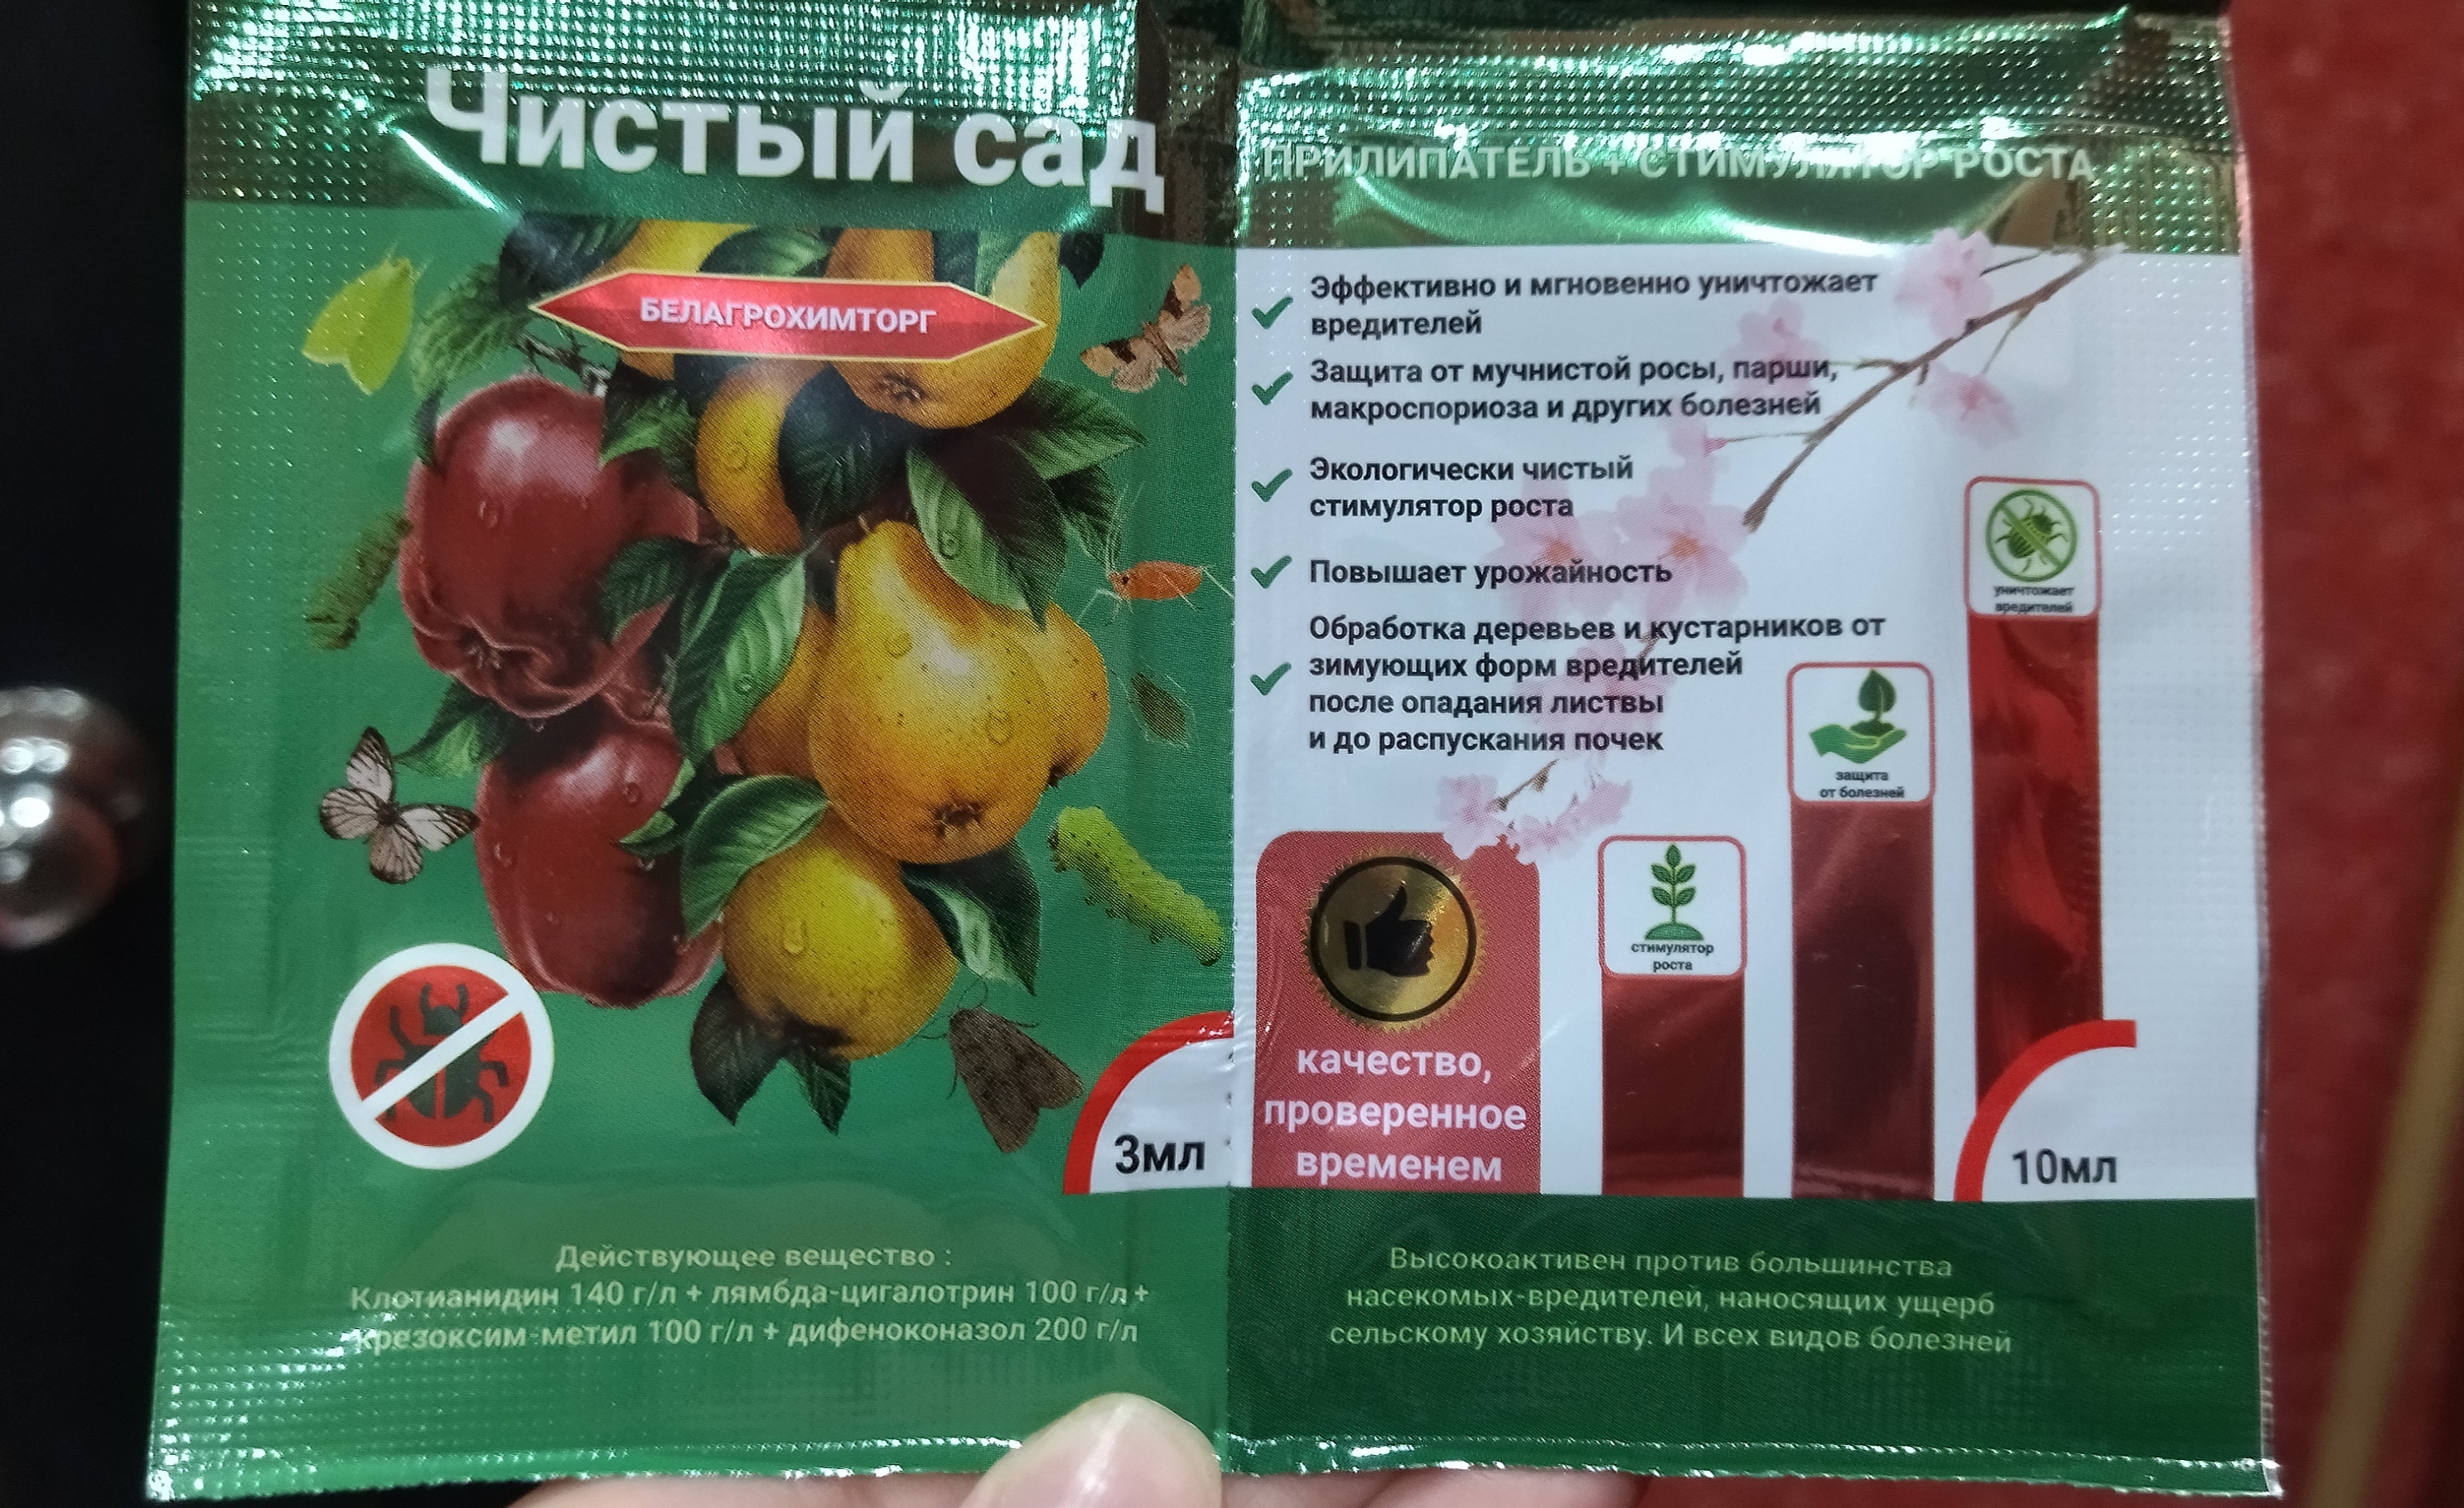 Чистый сад
БЕЛАГРОХИМТОРГ
3мл
Действующее вещество :
Клотианидин 140 г/л + лямбда-цигалотрин 100 г/л +
крезоксим-метил 100 г/л + дифеноконазол 200 г/л
ПРИЛИПАТЕЛЬ + СТИМУЛЯТОР РОСТА
Эффективно и мгновенно уничтожает
вредителей
Защита от мучнистой росы, парши,
макроспориоза и других болезней
Экологически чистый
стимулятор роста
Повышает урожайность
Обработка деревьев и кустарников от
зимующих форм вредителей
после опадания листвы
и до распускания почек
уничтожает
вредителей
защита
от болезней
стимулятор
роста
качество,
проверенное
временем
10мл
Высокоактивен против большинства
насекомых-вредителей, наносящих ущерб
сельскому хозяйству. И всех видов болезней